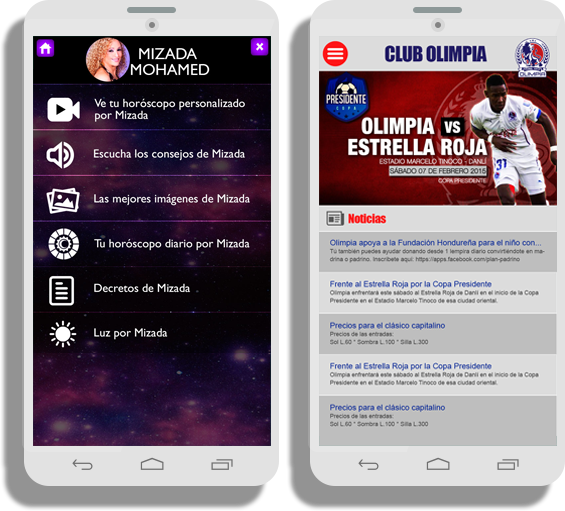 MIZADA
MOHAMED
Ve tu horóscopo personalizado
por Mizada
Escucha los consejos de Mizada
Las mejores imágenes de Mizada
Tu horóscopo diario por Mizada
Decretos de Mizada
Luz por Mizada
CLUB OLIMPIA
OLIMPIA
PRESIDENTE
COPA
OLIMPIA VS
ESTRELLA ROJA
ESTADIO MARCELO TINOCO - DANLÍ
SÁBADO 07 DE FEBRERO 2015
COPA PRESIDENTE
31
Noticias
Olimpia apoya a la Fundación Hondureña para el niño con...
Tu también puedes ayudar donando desde 1 lempira diario convirtiéndote en ma-
drina o padrino. Inscríbete aquí: https://apps.facebook.com/plan-padrino
Frente al Estrella Roja por la Copa Presidente
Olimpia enfrentará este sábado al Estrella Roja de Danlí en el inicio de la Copa
Presidente en el Estadio Marcelo Tinoco de esa ciudad oriental.
Precios para el clásico capitalino
Precios de las entradas:
Sol L.60 * Sombra L.100 * Silla L.300
Frente al Estrella Roja por la Copa Presidente
Olimpia enfrentará este sábado al Estrella Roja de Danlí en el inicio de la Copa
Presidente en el Estadio Marcelo Tinoco de esa ciudad oriental.
Precios para el clásico capitalino
Precios de las entradas:
Sol L.60 * Sombra L.100 * Silla L.300